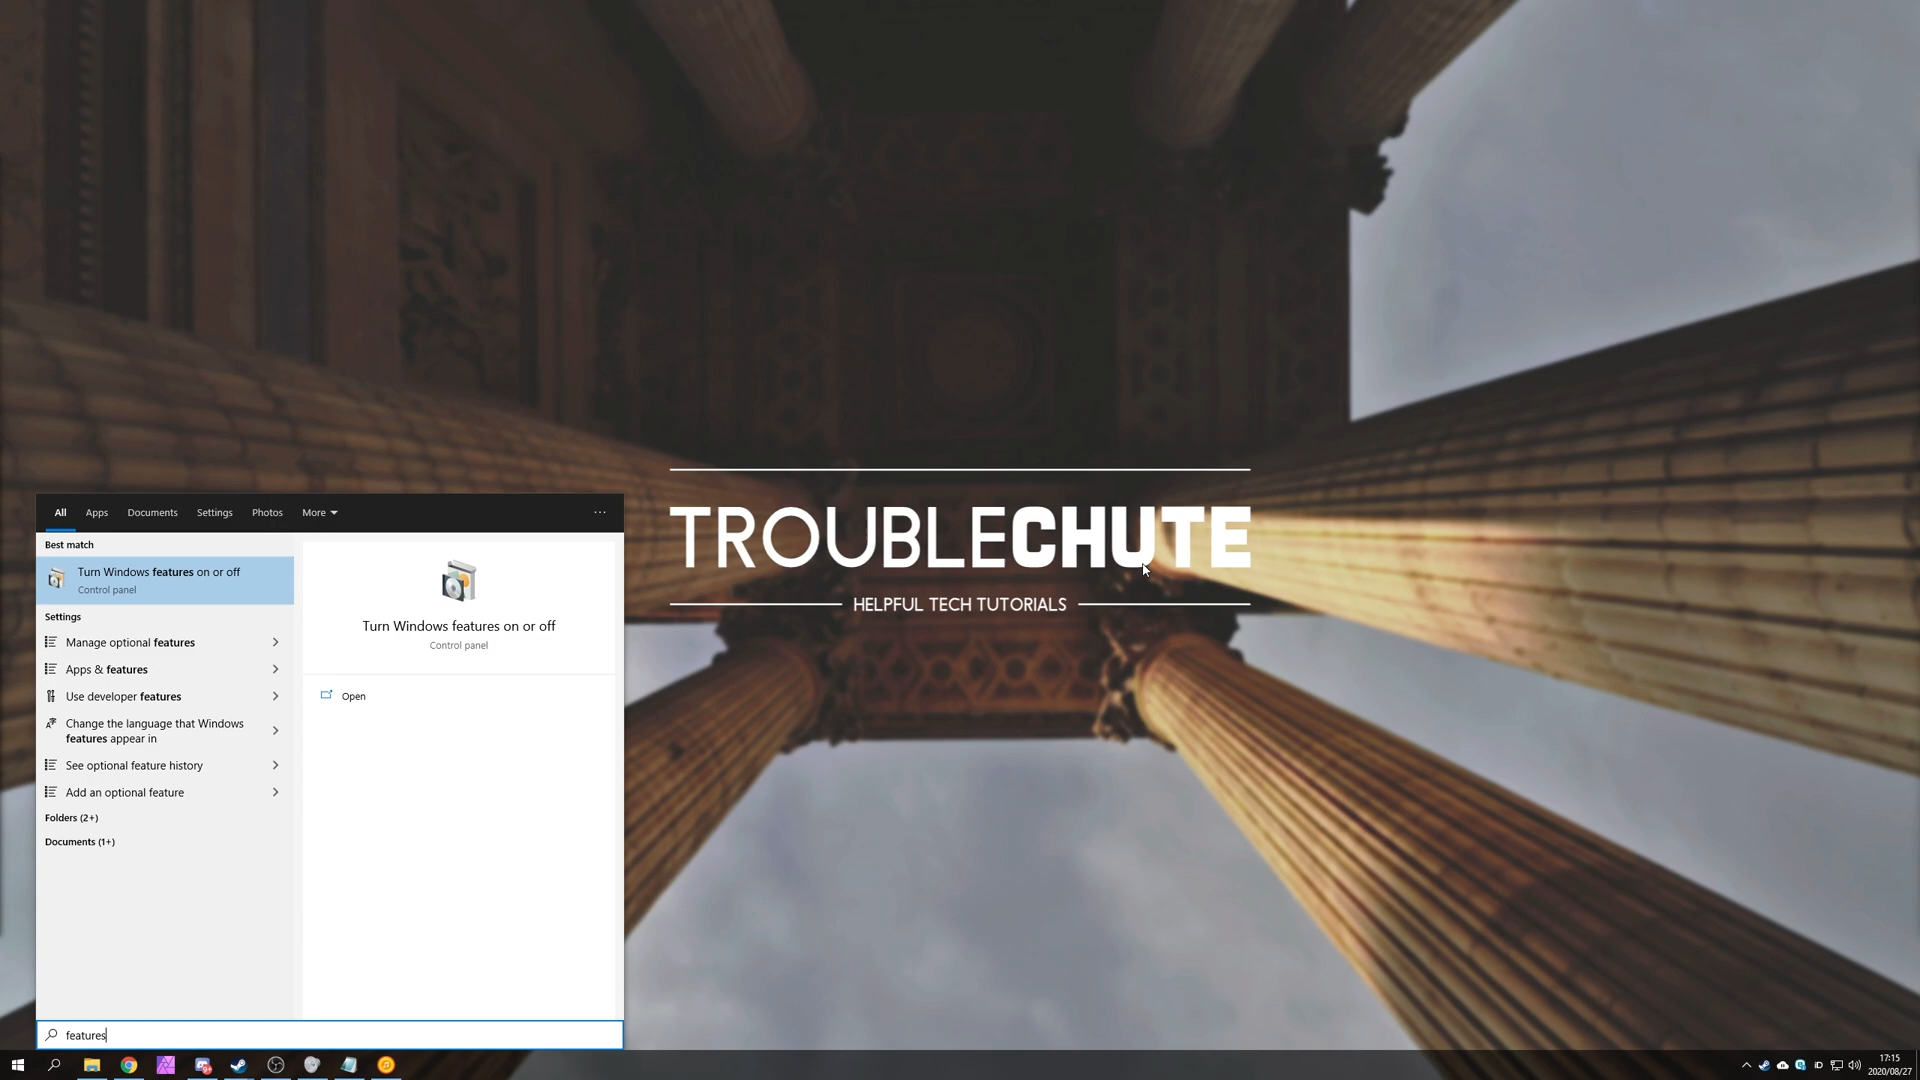 TROUBLECHUTE
HELPFUL TECH TUTORIALS
All Apps Documents Settings Photos More ...
Best match
Turn Windows features on or off
Control panel
Settings
Manage optional features
Apps & features
Use developer features
Change the language that Windows
features appear in
See optional feature history
Add an optional feature
Folders (2+)
Documents (1+)
Turn Windows features on or off
Control panel
Open
features
17:15
2020/08/27